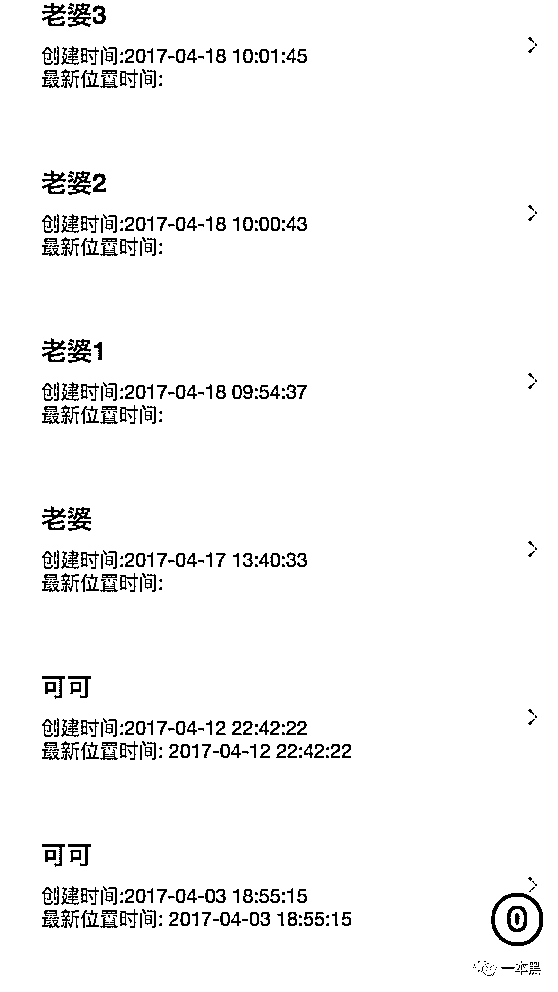 老婆3
创建时间:2017-04-18 10:01:45
最新位置时间:
老婆2
创建时间:2017-04-18 10:00:43
最新位置时间:
老婆1
创建时间:2017-04-18 09:54:37
最新位置时间:
老婆
创建时间:2017-04-17 13:40:33
最新位置时间:
可可
创建时间:2017-04-12 22:42:22
最新位置时间: 2017-04-12 22:42:22
可可
创建时间:2017-04-03 18:55:15
最新位置时间: 2017-04-03 18:55:15
0
一本黑